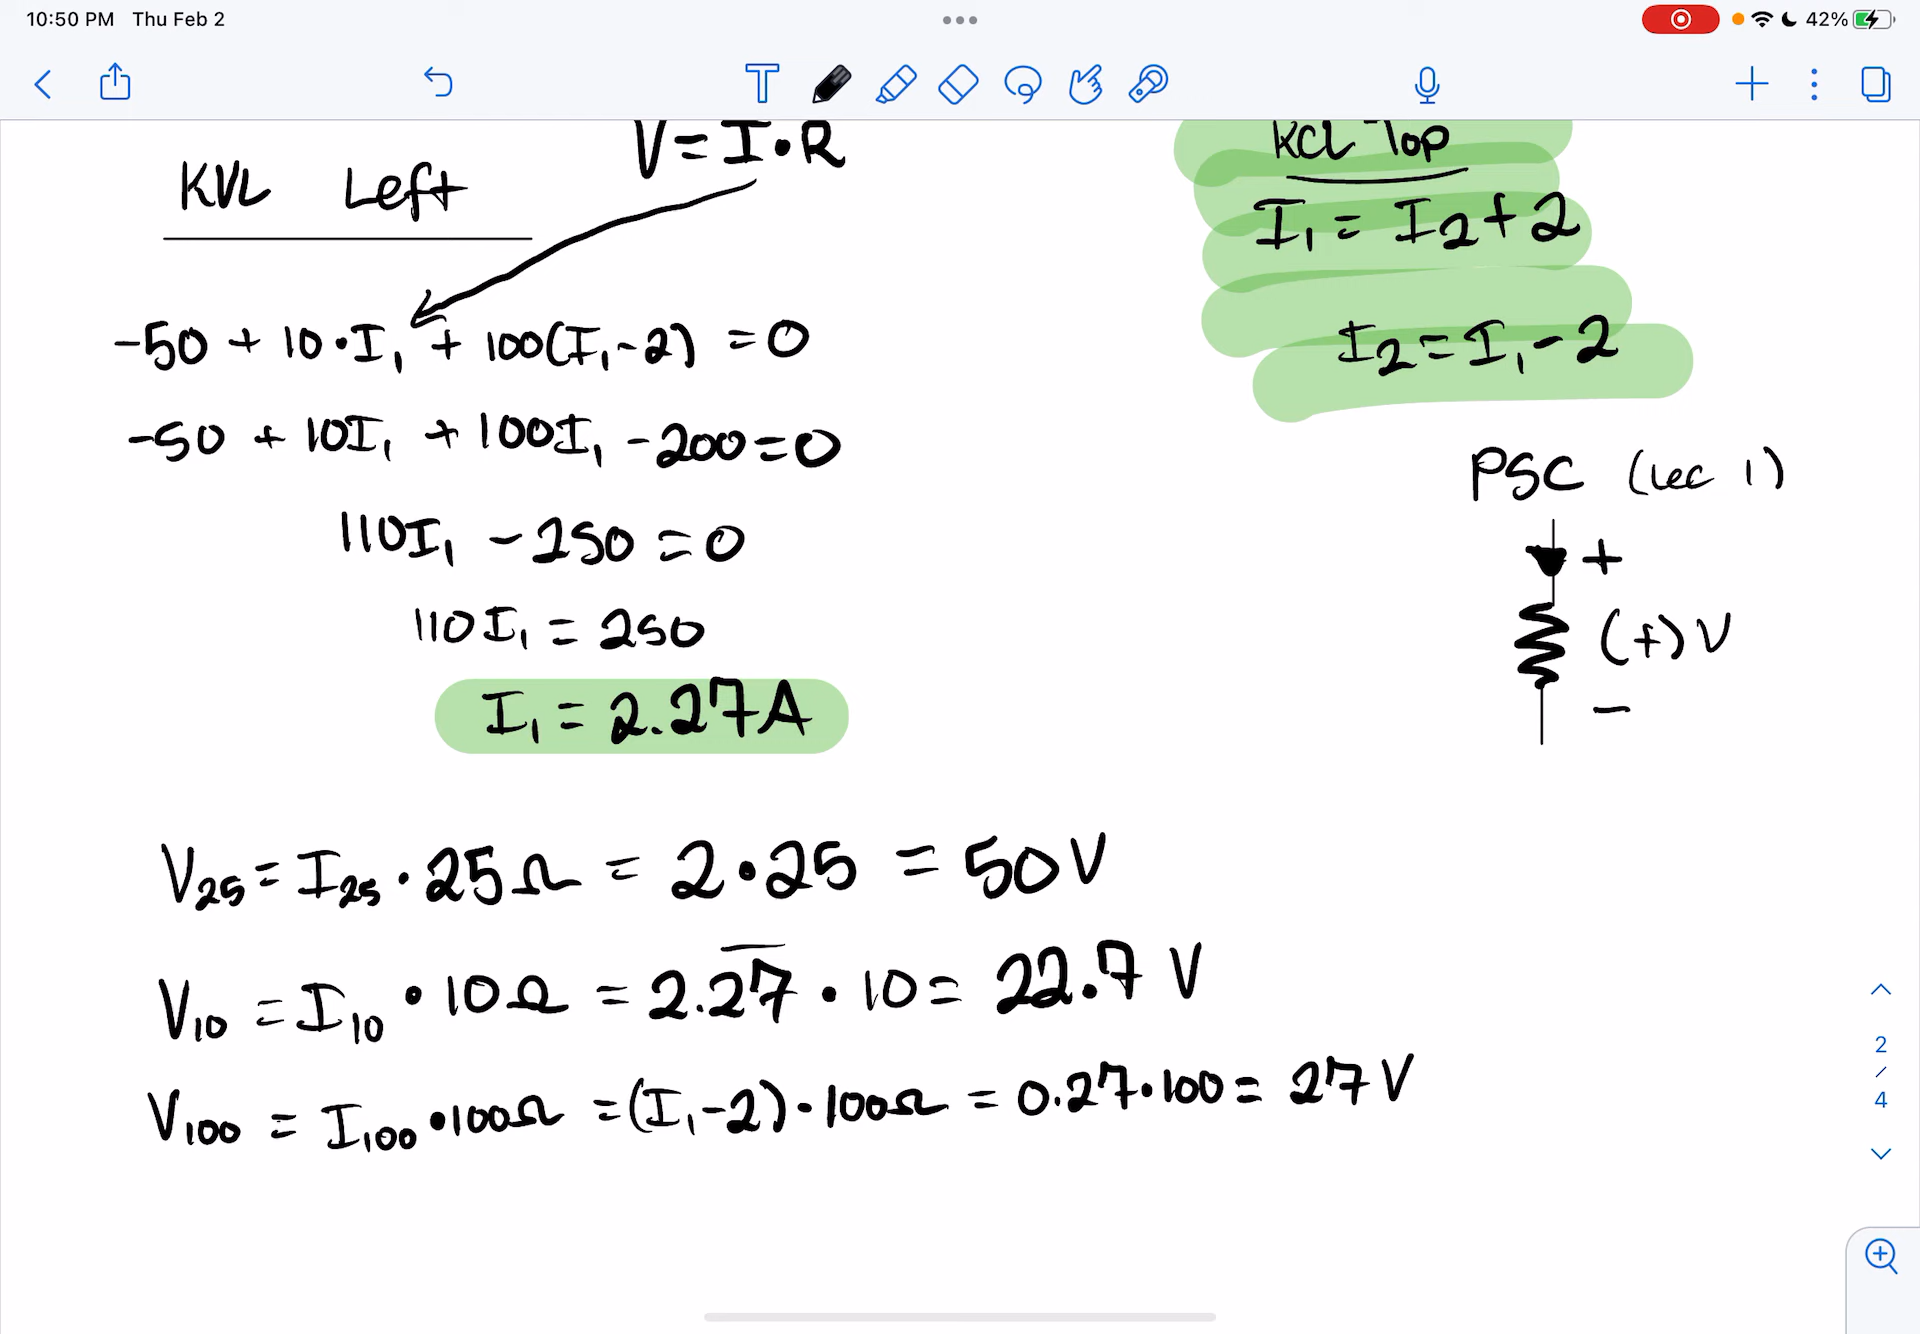 10:50 PM Thu Feb 2
42%
T
V = I • R
KVL Left
-50 + 10 • I₁ + 100(I₁ - 2) = 0
-50 + 10I₁ + 100I₁ - 200 = 0
110I₁ - 250 = 0
110I₁ = 250
I₁ = 2.27A
KCL Top
I₁ = I₂ + 2
I₂ = I₁ - 2
PSC (Lec 1)
+
(+) V
-
V₂₅ = I₂₅ • 25Ω = 2 • 25 = 50V
V₁₀ = I₁₀ • 10Ω = 2.2̅7̅ • 10 = 22.7 V
V₁₀₀ = I₁₀₀ • 100Ω = (I₁ - 2) • 100Ω = 0.27 • 100 = 27 V
2
/
4